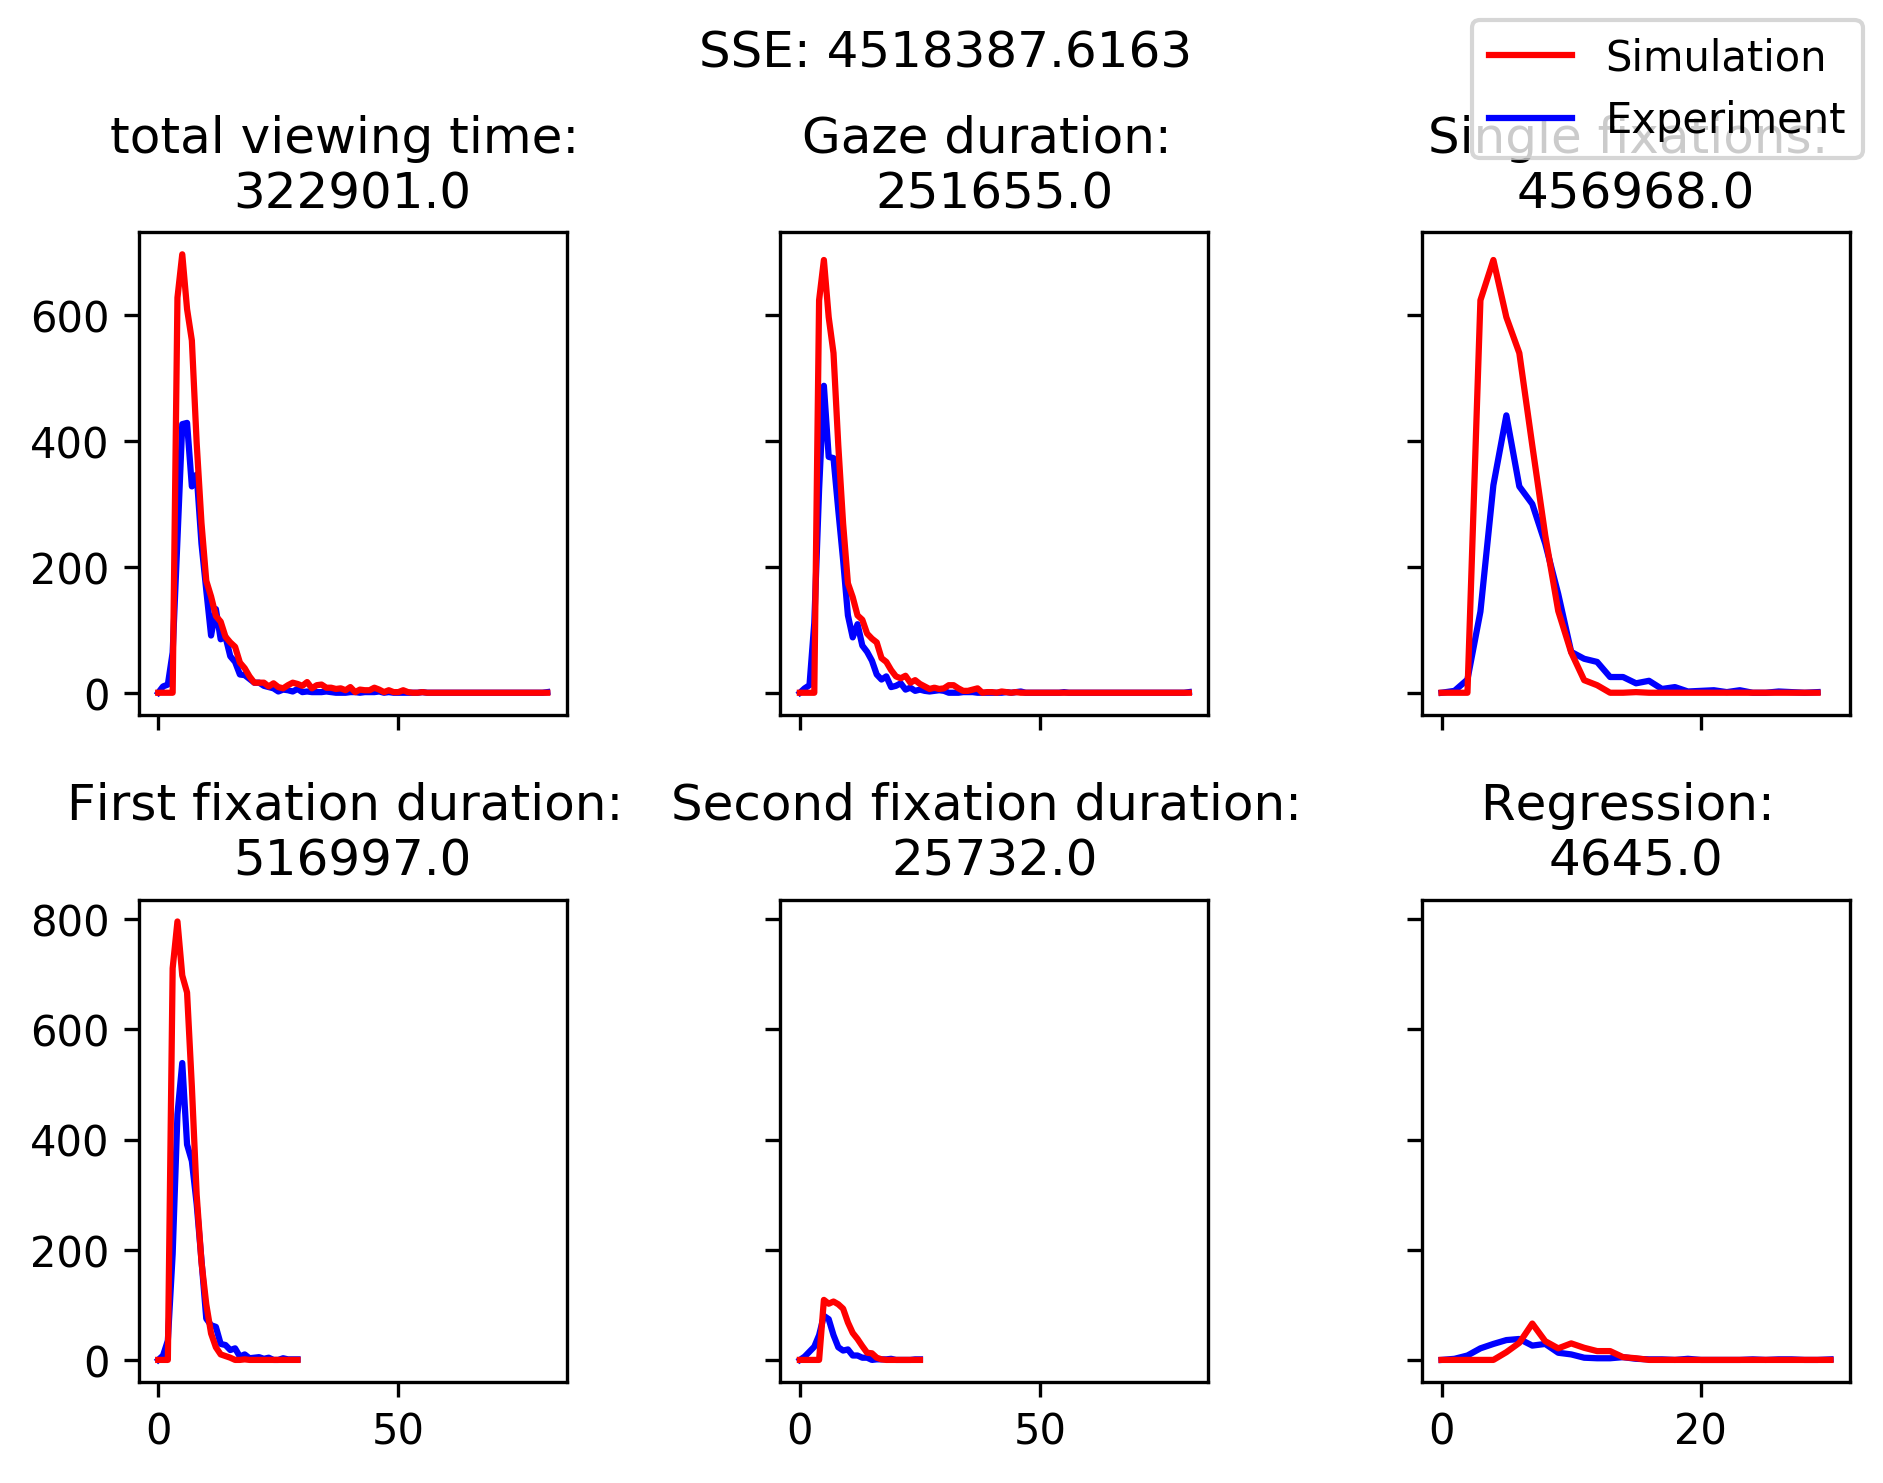 SSE: 4518387.6163
Simulation
Experiment
total viewing time:
322901.0
Gaze duration:
251655.0
Single fixations:
456968.0
600
400
200
0
First fixation duration:
516997.0
Second fixation duration:
25732.0
Regression:
4645.0
800
600
400
200
0
0
50
0
50
0
20